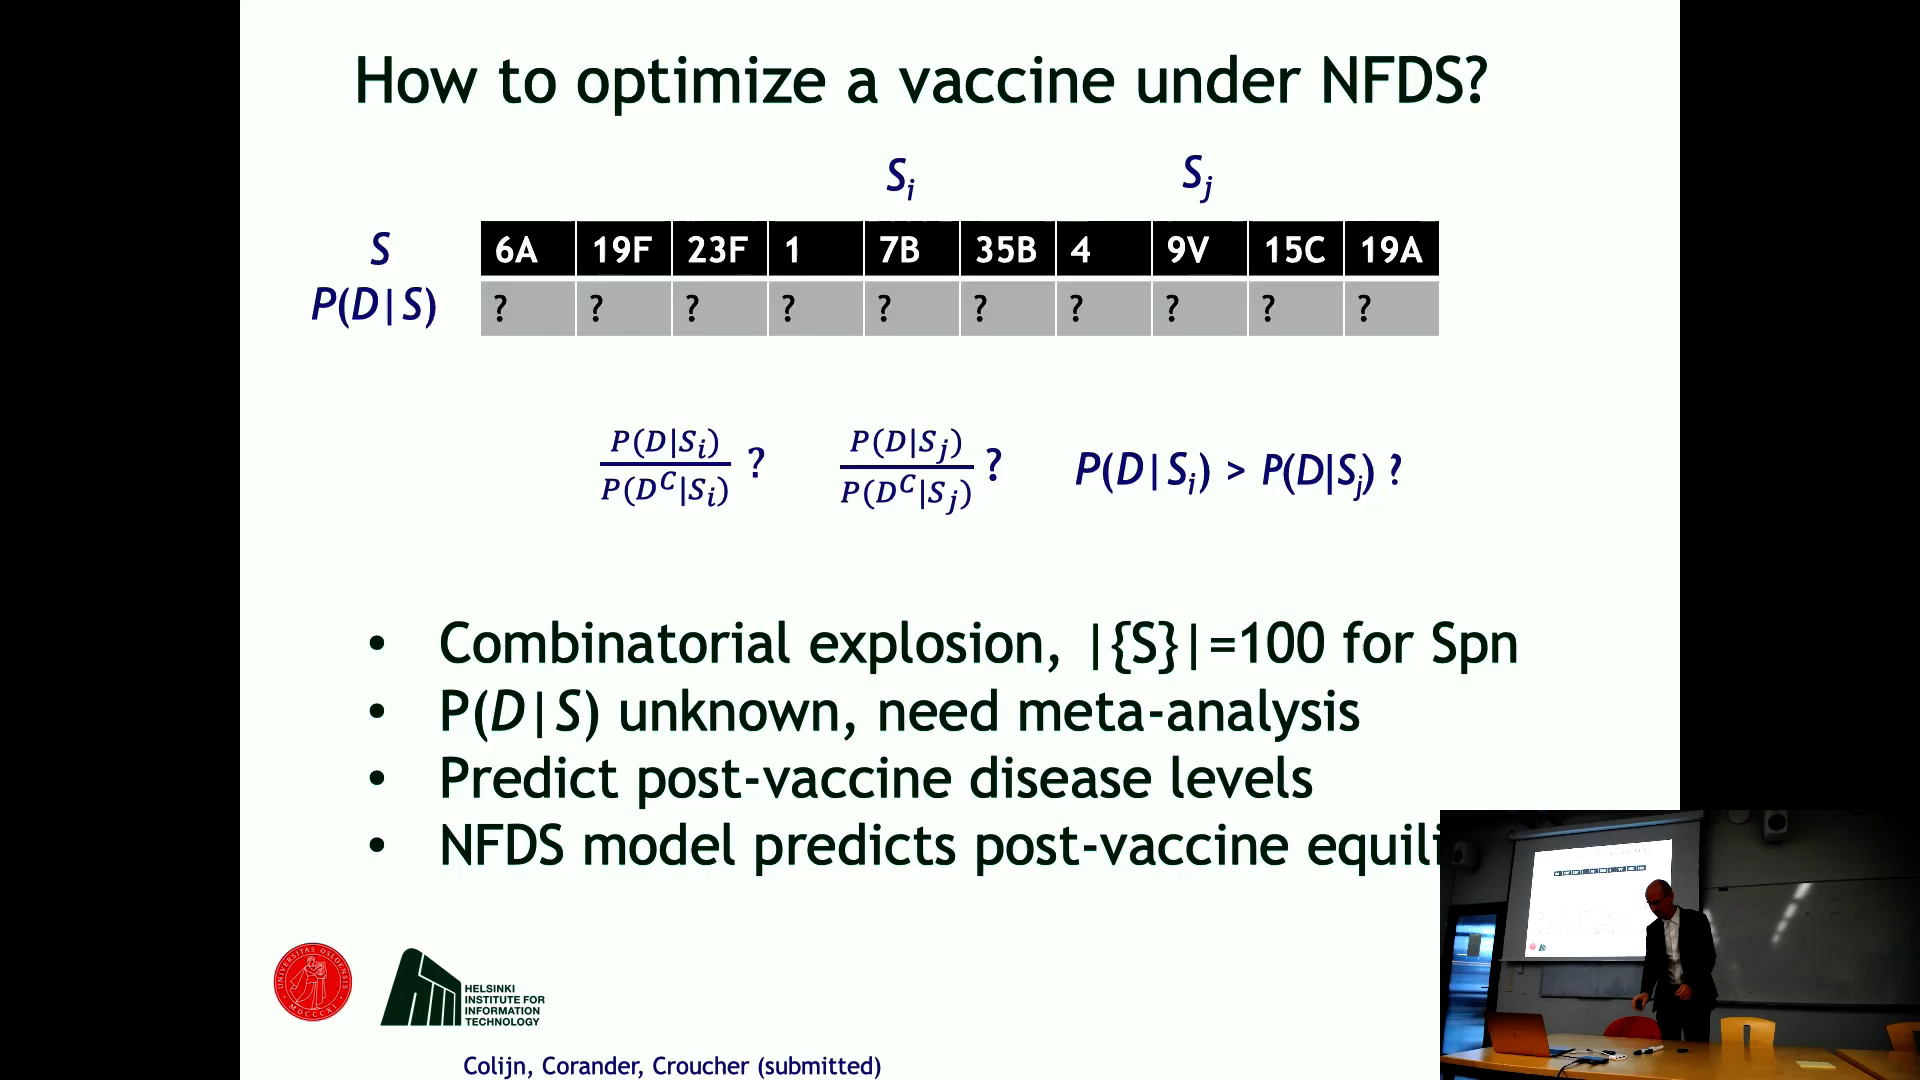 How to optimize a vaccine under NFDS?
Si Sj
S 6A 19F 23F 1 7B 35B 4 9V 15C 19A
P(D|S) ? ? ? ? ? ? ? ? ? ?
P(D|Si) / P(D^C|Si) ? P(D|Sj) / P(D^C|Sj) ? P(D|Si) > P(D|Sj) ?
• Combinatorial explosion, |{S}|=100 for Spn
• P(D|S) unknown, need meta-analysis
• Predict post-vaccine disease levels
• NFDS model predicts post-vaccine equili
UNIVERSITAS OSLOENSIS
MDCCCXI
HELSINKI
INSTITUTE FOR
INFORMATION
TECHNOLOGY
Colijn, Corander, Croucher (submitted)